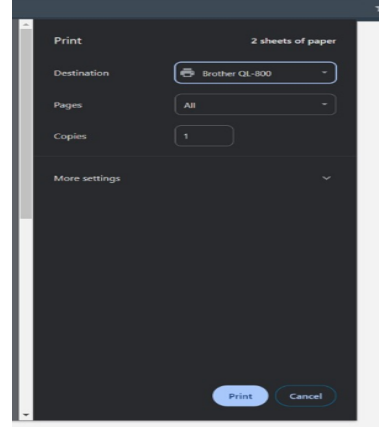 Print 2 sheets of paper
Destination Brother QL-800
Pages All
Copies 1
More settings
Print Cancel